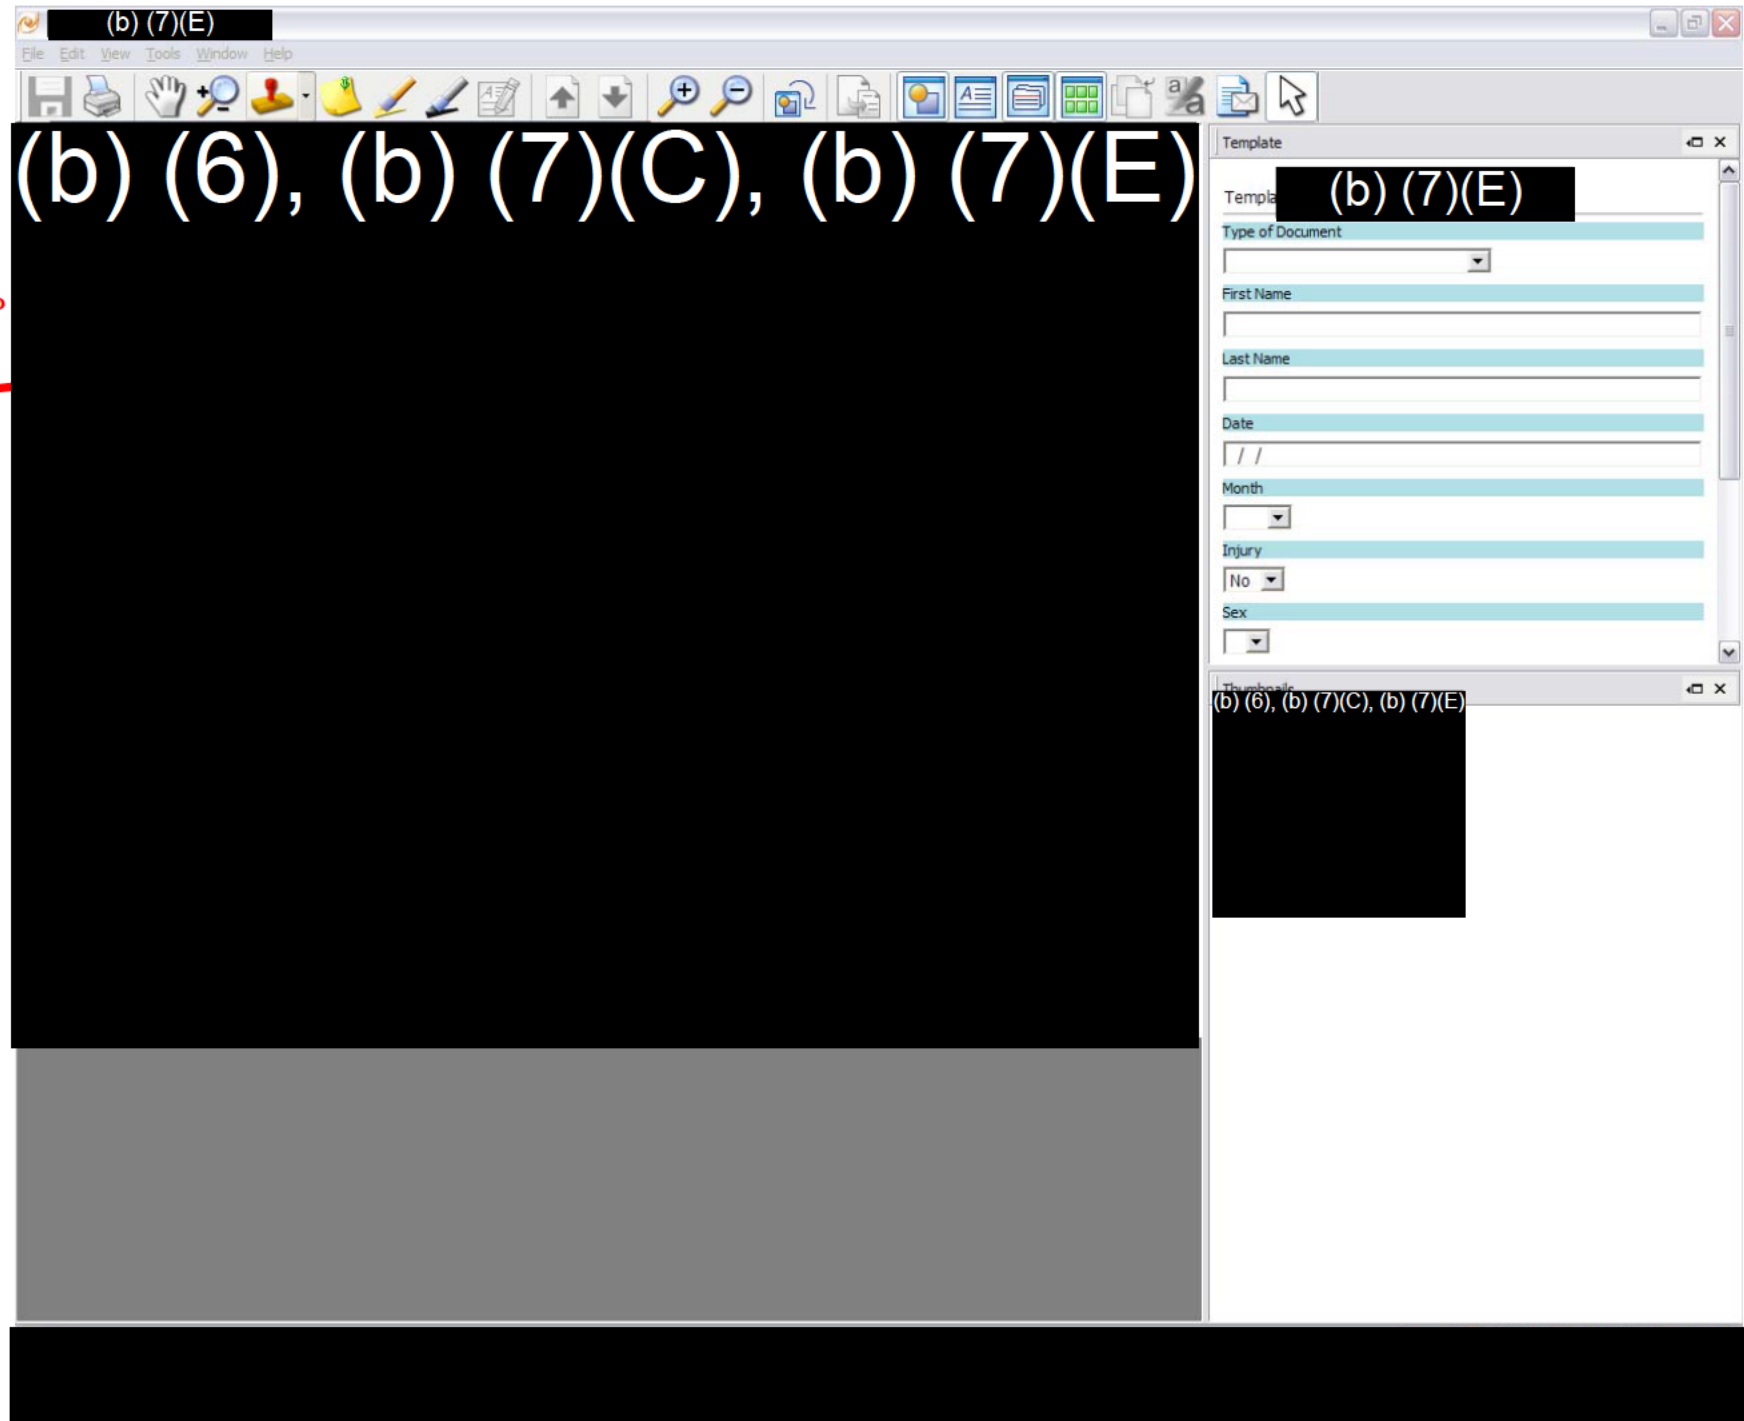 (b) (7)(E)
File Edit View Tools Window Help
(b) (6), (b) (7)(C), (b) (7)(E)
Template
Templa (b) (7)(E)
Type of Document
First Name
Last Name
Date
/ /
Month
Injury
No
Sex
Thumbnails
(b) (6), (b) (7)(C), (b) (7)(E)